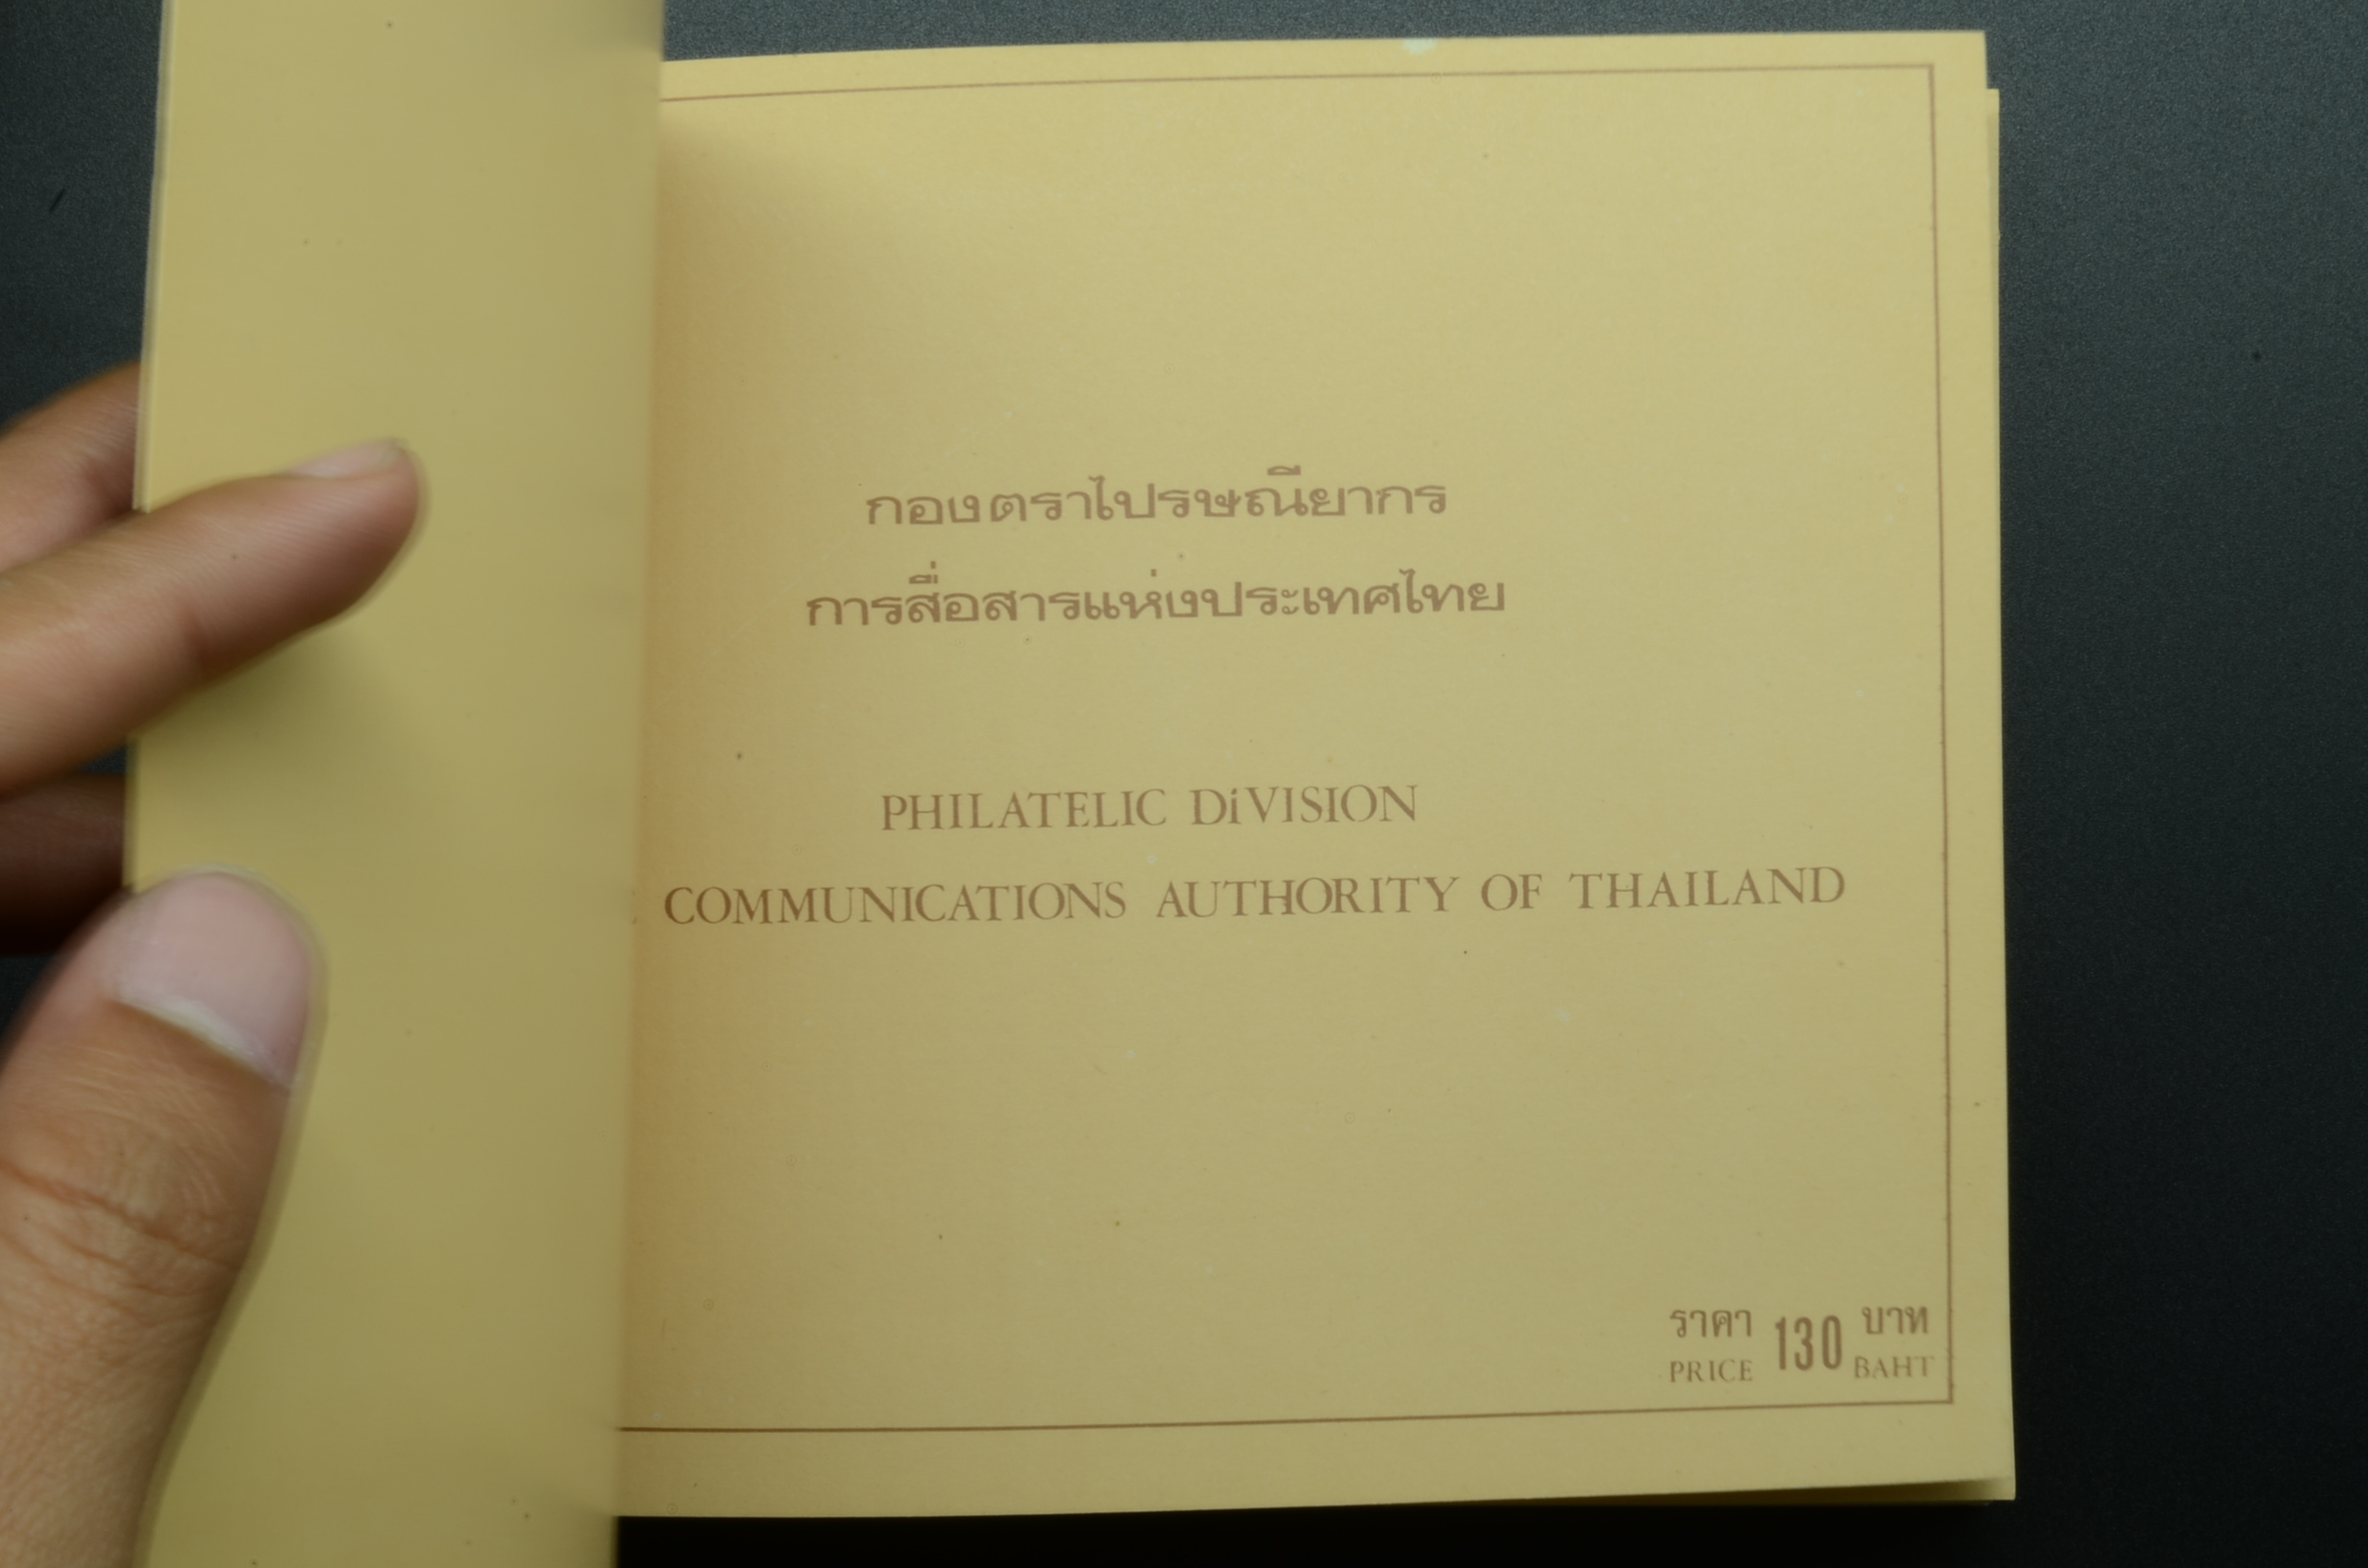 กองตราไปรษณียากร
การสื่อสารแห่งประเทศไทย
PHILATELIC DiVISION
COMMUNICATIONS AUTHORITY OF THAILAND
ราคา 130 บาท
PRICE BAHT